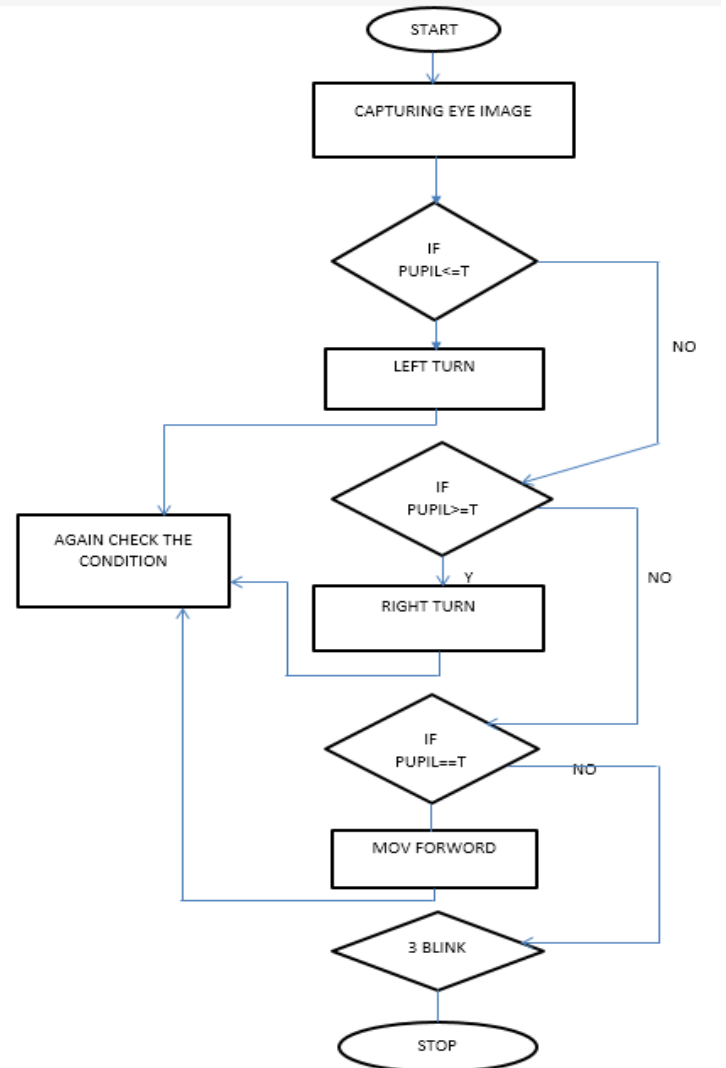 START
CAPTURING EYE IMAGE
IF
PUPIL<=T
NO
LEFT TURN
IF
PUPIL>=T
AGAIN CHECK THE
CONDITION
Y
NO
RIGHT TURN
IF
PUPIL==T
NO
MOV FORWORD
3 BLINK
STOP